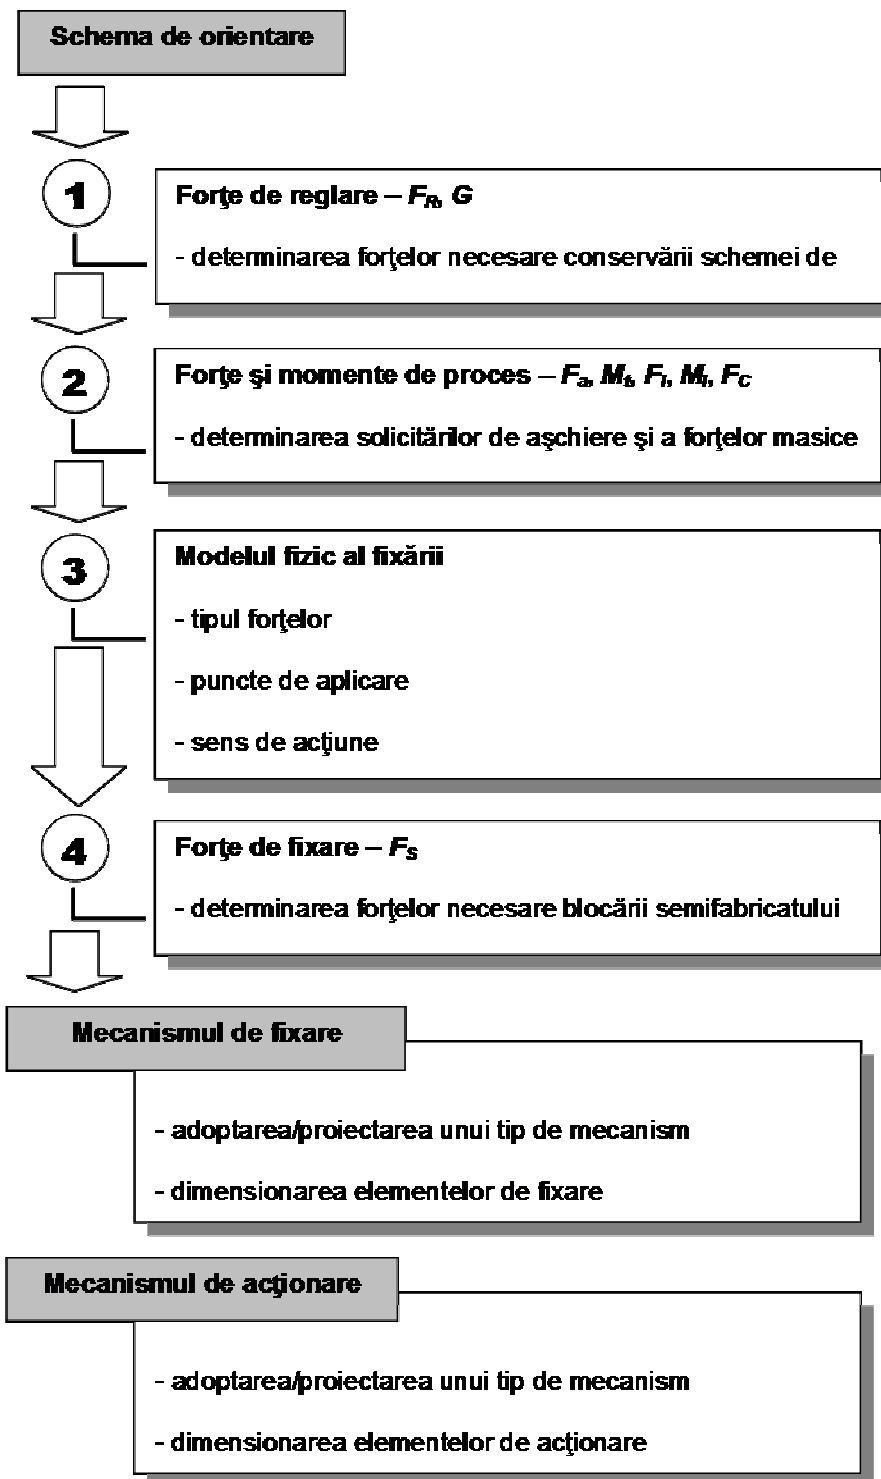 Schema de orientare
1
Forţe de reglare – FR, G
- determinarea forţelor necesare conservării schemei de
2
Forţe şi momente de proces – Fa, Mt, Fi, Mi, FC
- determinarea solicitărilor de aşchiere şi a forţelor masice
3
Modelul fizic al fixării
- tipul forţelor
- puncte de aplicare
- sens de acţiune
4
Forţe de fixare – FS
- determinarea forţelor necesare blocării semifabricatului
Mecanismul de fixare
- adoptarea/proiectarea unui tip de mecanism
- dimensionarea elementelor de fixare
Mecanismul de acţionare
- adoptarea/proiectarea unui tip de mecanism
- dimensionarea elementelor de acţionare